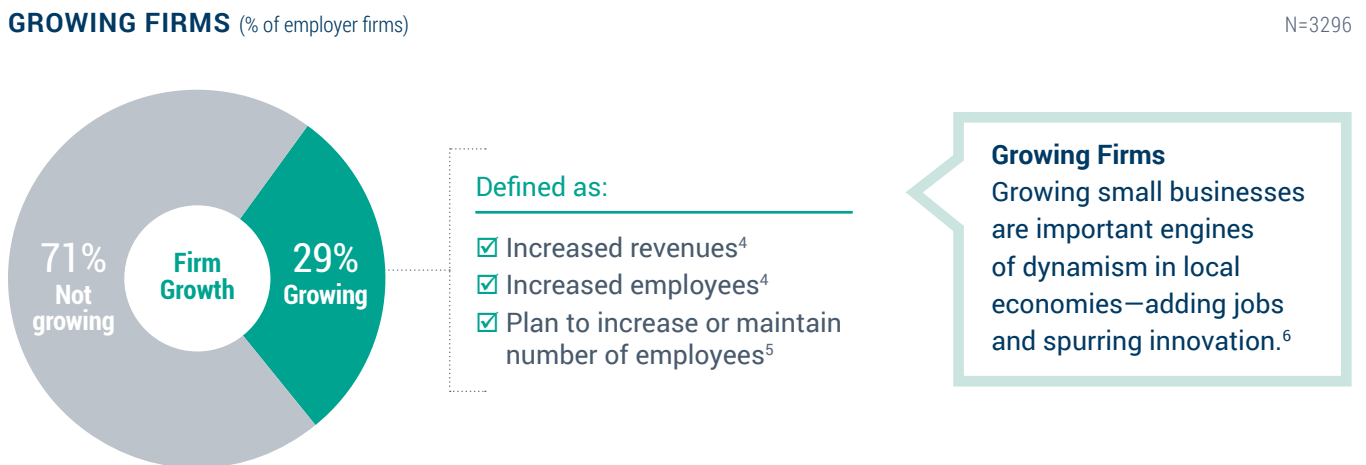 GROWING FIRMS (% of employer firms)
N=3296
71%
Not
growing
Firm
Growth
29%
Growing
Defined as:
☑ Increased revenues⁴
☑ Increased employees⁴
☑ Plan to increase or maintain
number of employees⁵
Growing Firms
Growing small businesses
are important engines
of dynamism in local
economies—adding jobs
and spurring innovation.⁶